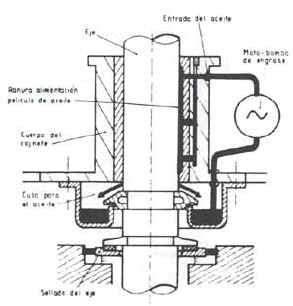 Eje
Entrada del aceite
Moto-bomba
de
engrase
Ranura alimentación
película de aceite
Cuerpo del
cojinete
Cuba para
el aceite
Sellado del eje